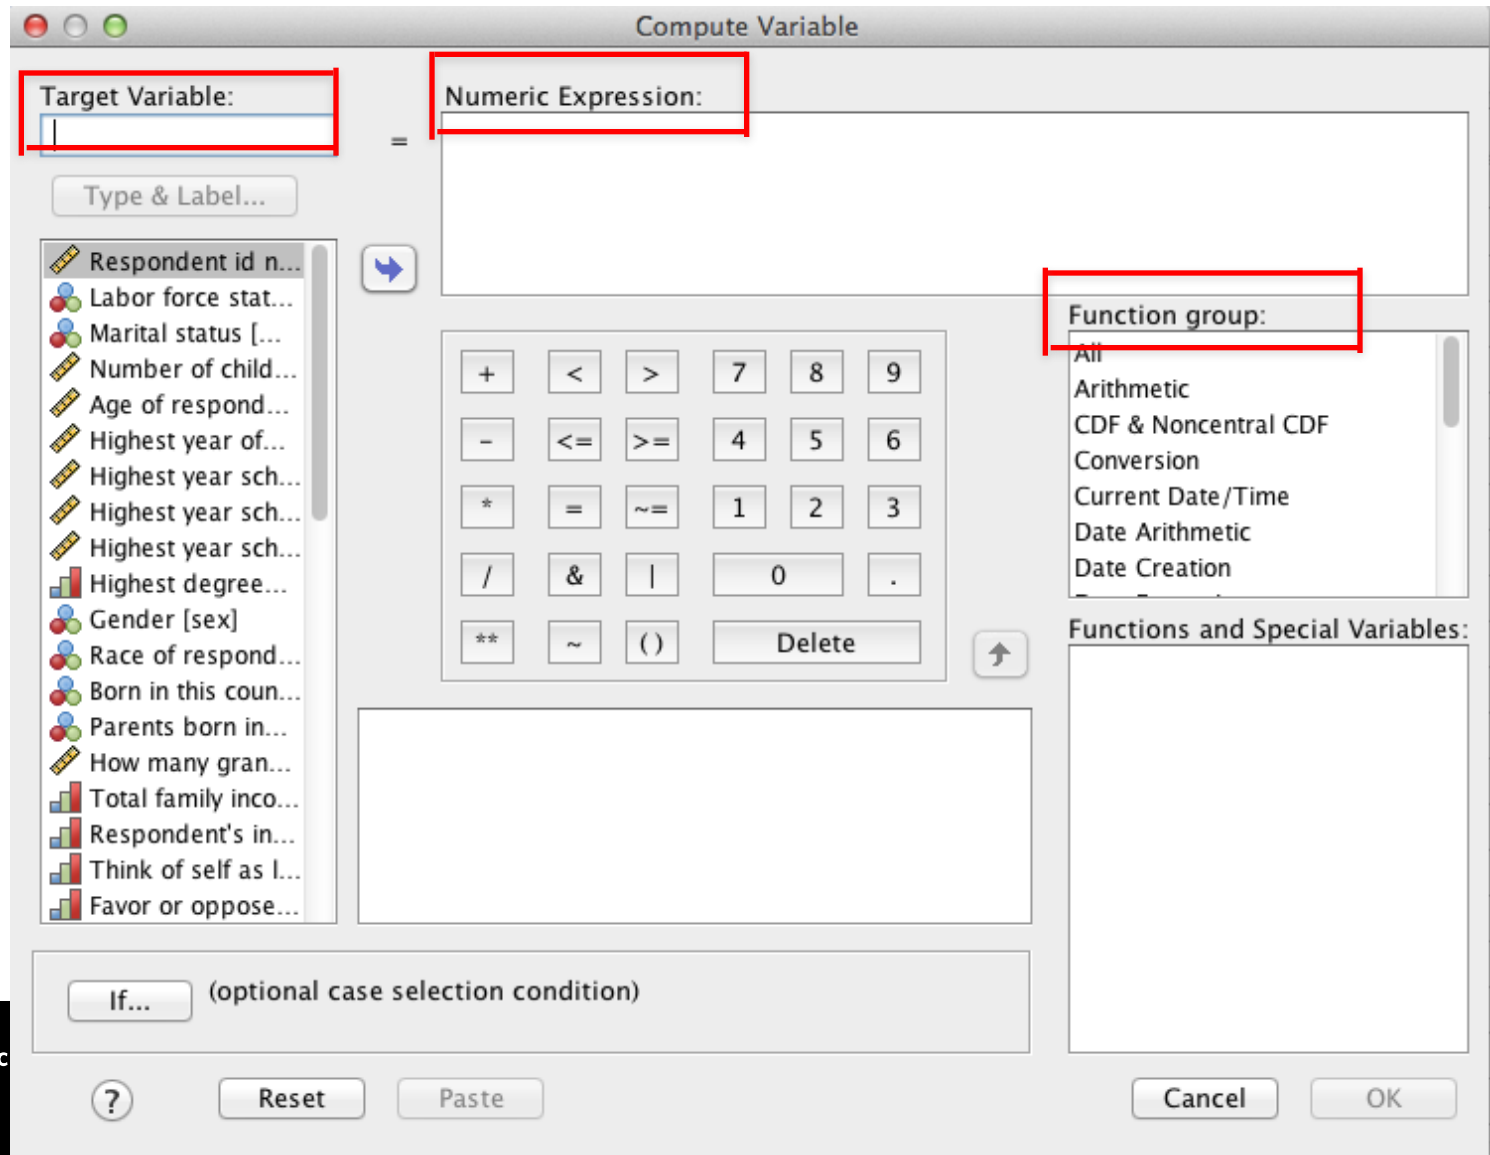 Compute Variable
Target Variable:
Numeric Expression:
=
Type & Label...
Respondent id n...
Labor force stat...
Marital status [...
Number of child...
Age of respond...
Highest year of...
Highest year sch...
Highest year sch...
Highest year sch...
Highest degree...
Gender [sex]
Race of respond...
Born in this coun...
Parents born in...
How many gran...
Total family inco...
Respondent's in...
Think of self as l...
Favor or oppose...
+ < > 7 8 9
- <= >= 4 5 6
* = ~= 1 2 3
/ & | 0 .
** ~ () Delete
Function group:
All
Arithmetic
CDF & Noncentral CDF
Conversion
Current Date/Time
Date Arithmetic
Date Creation
Functions and Special Variables:
If... (optional case selection condition)
c
? Reset Paste Cancel OK